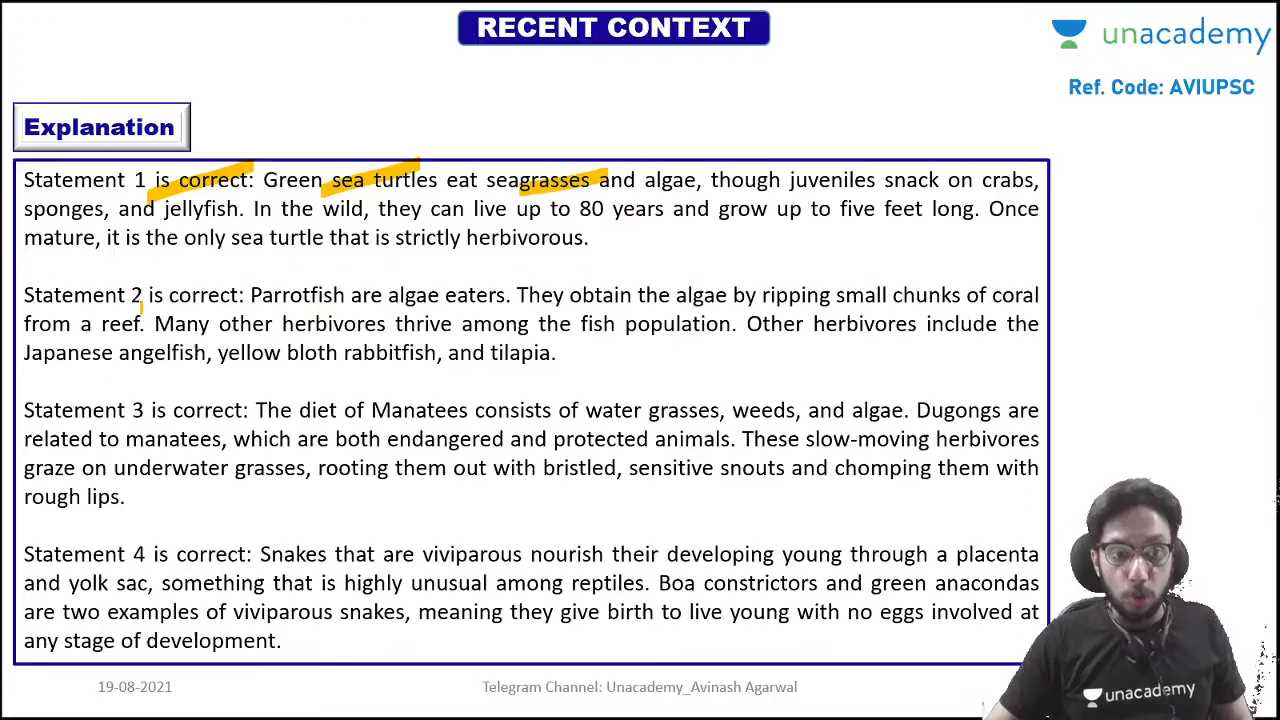 RECENT CONTEXT
unacademy
Ref. Code: AVIUPSC
Explanation
Statement 1 is correct: Green sea turtles eat seagrasses and algae, though juveniles snack on crabs,
sponges, and jellyfish. In the wild, they can live up to 80 years and grow up to five feet long. Once
mature, it is the only sea turtle that is strictly herbivorous.
Statement 2 is correct: Parrotfish are algae eaters. They obtain the algae by ripping small chunks of coral
from a reef. Many other herbivores thrive among the fish population. Other herbivores include the
Japanese angelfish, yellow bloth rabbitfish, and tilapia.
Statement 3 is correct: The diet of Manatees consists of water grasses, weeds, and algae. Dugongs are
related to manatees, which are both endangered and protected animals. These slow-moving herbivores
graze on underwater grasses, rooting them out with bristled, sensitive snouts and chomping them with
rough lips.
Statement 4 is correct: Snakes that are viviparous nourish their developing young through a placenta
and yolk sac, something that is highly unusual among reptiles. Boa constrictors and green anacondas
are two examples of viviparous snakes, meaning they give birth to live young with no eggs involved at
any stage of development.
19-08-2021
Telegram Channel: Unacademy_Avinash Agarwal
unacademy